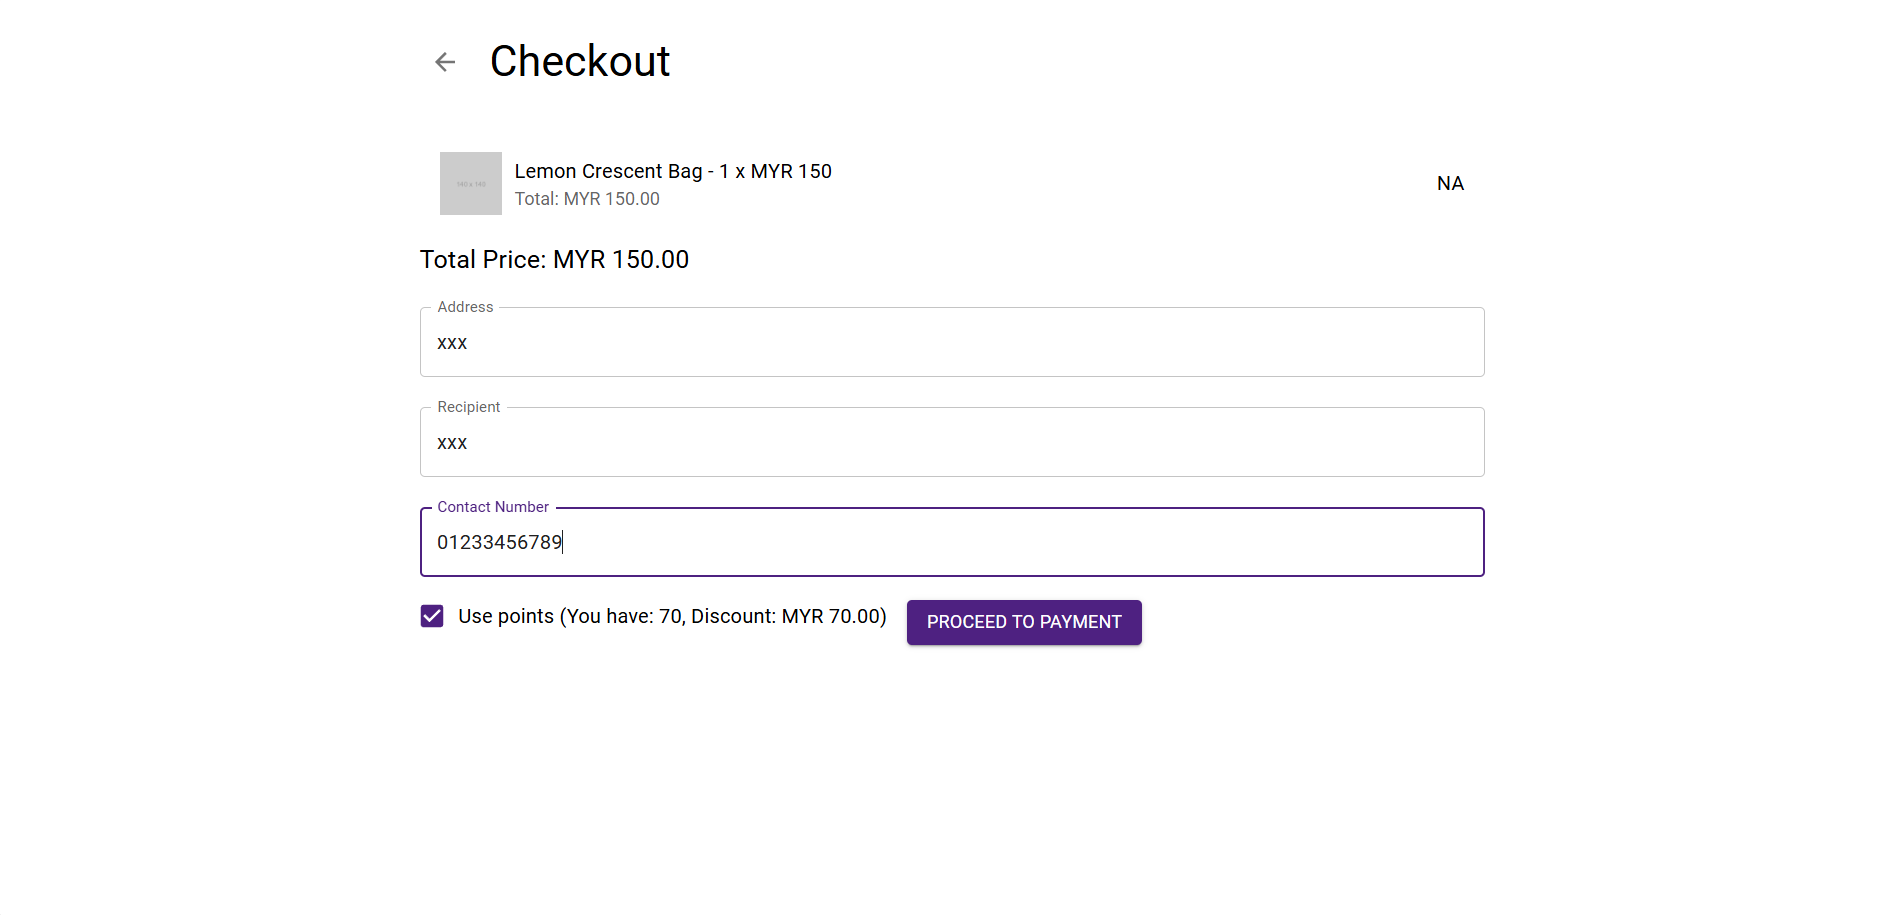 Checkout
140 x 140
Lemon Crescent Bag - 1 x MYR 150
Total: MYR 150.00
NA
Total Price: MYR 150.00
Address
xxx
Recipient
xxx
Contact Number
01233456789
Use points (You have: 70, Discount: MYR 70.00)
PROCEED TO PAYMENT